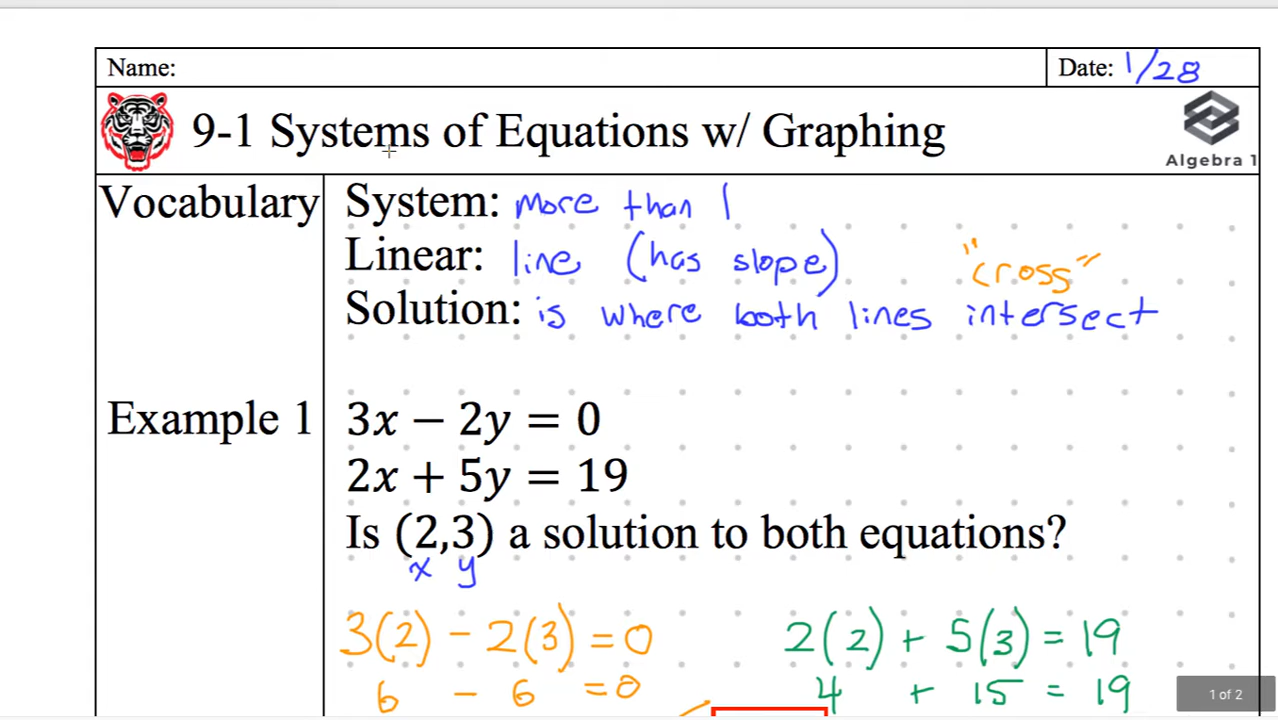 Name:
Date: 1/28
9-1 Systems of Equations w/ Graphing
Algebra 1
Vocabulary
System: more than 1
Linear: line (has slope)
"cross"
Solution: is where both lines intersect
Example 1
3x − 2y = 0
2x + 5y = 19
Is (2,3) a solution to both equations?
x y
3(2) − 2(3) = 0
2(2) + 5(3) = 19
6 − 6 = 0
4 + 15 = 19
1 of 2